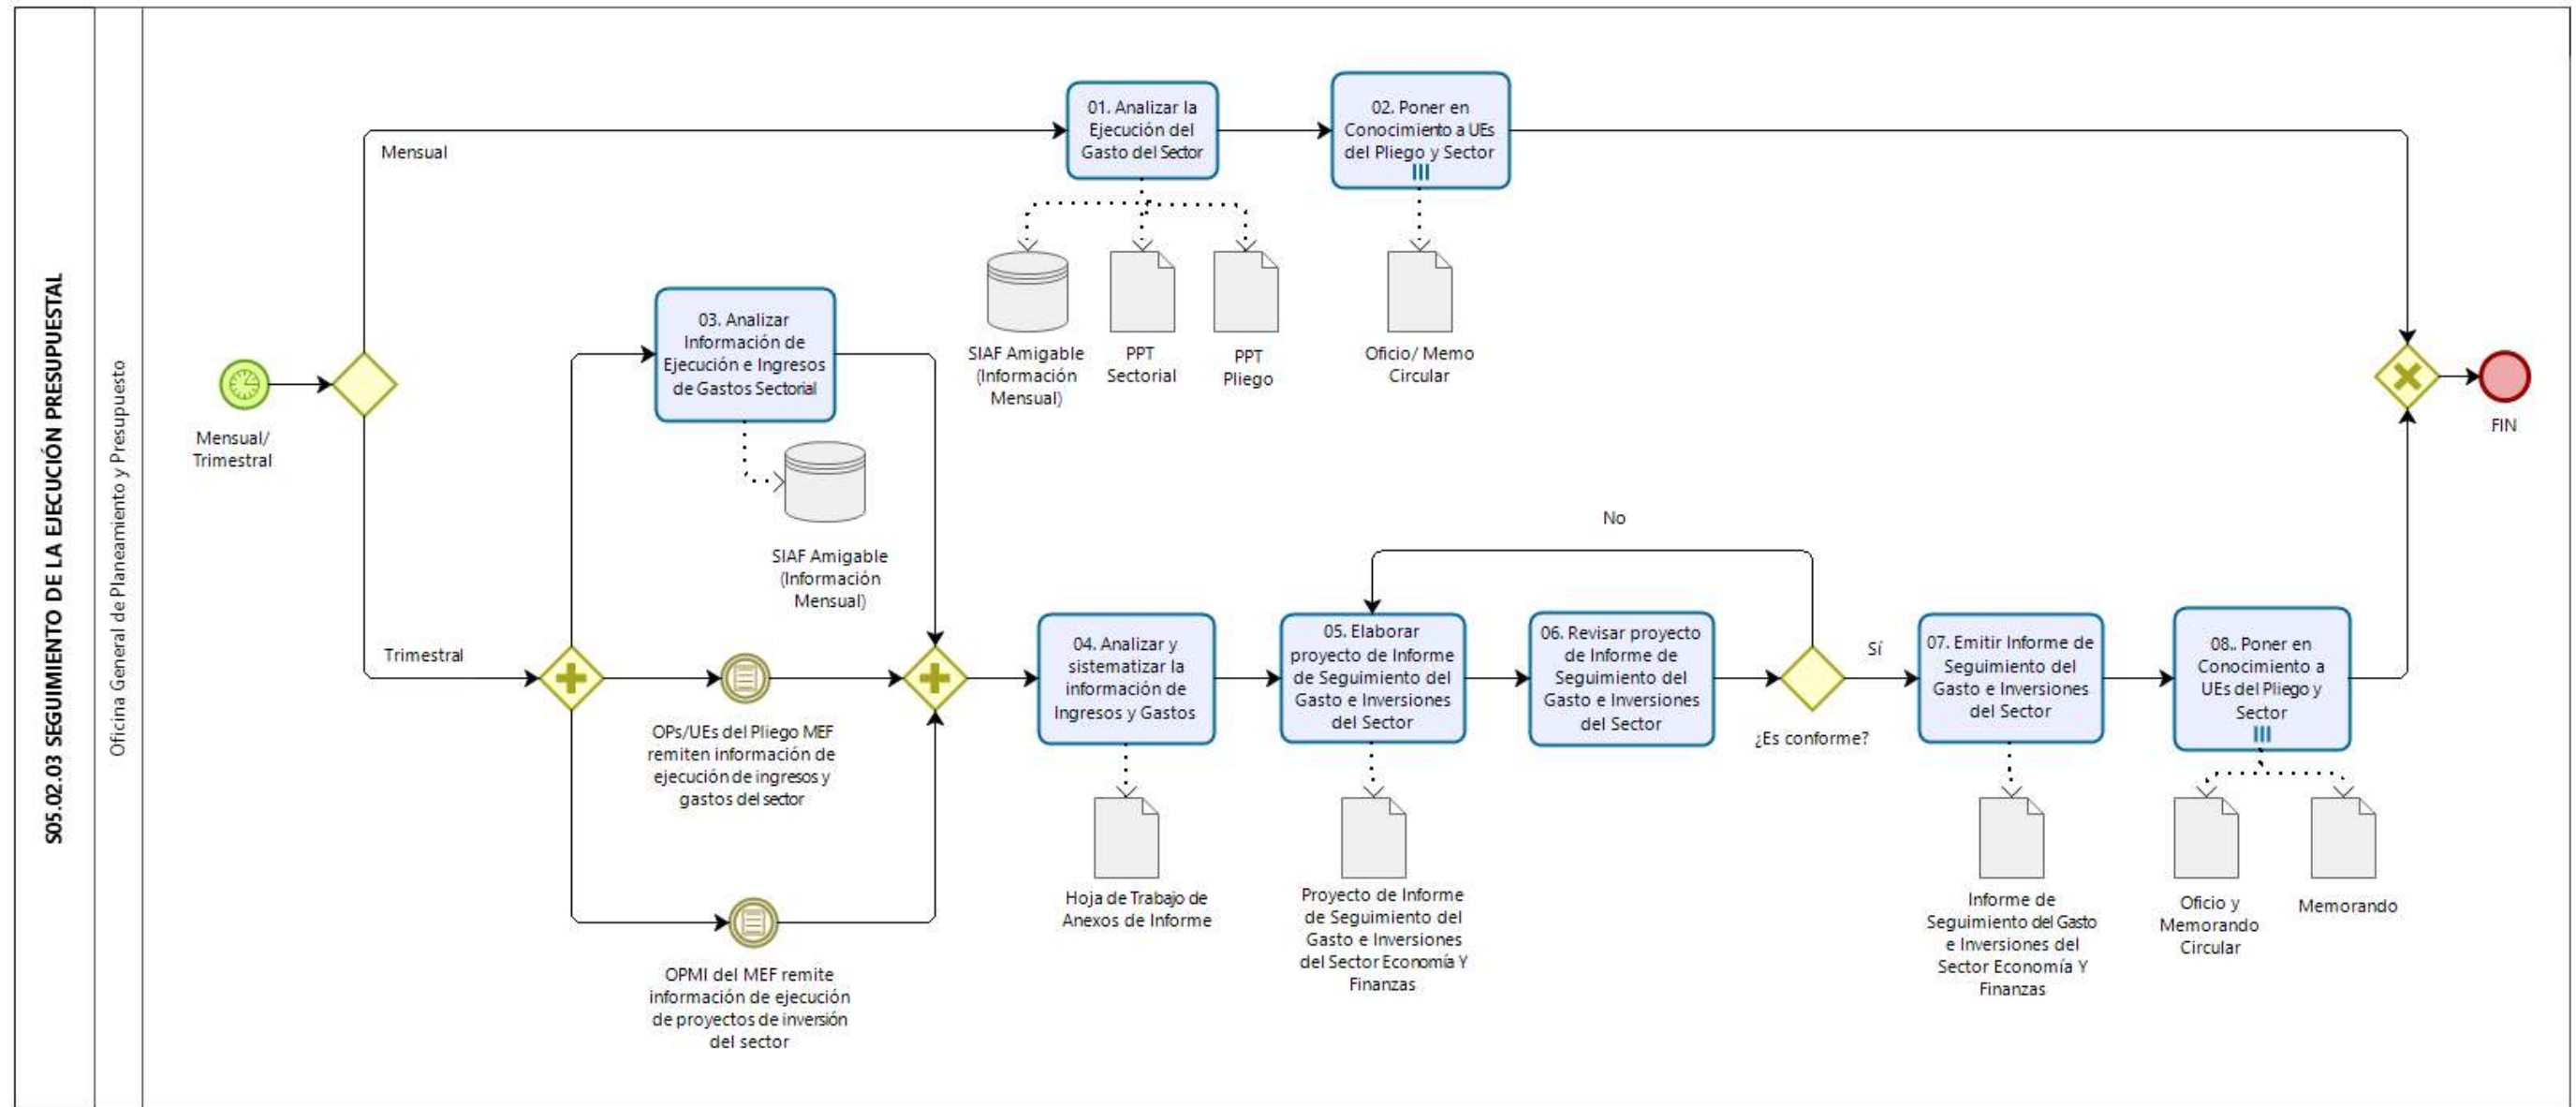 S05.02.03 SEGUIMIENTO DE LA EJECUCIÓN PRESUPUESTAL
Oficina General de Planeamiento y Presupuesto
Mensual/
Trimestral
Mensual
01. Analizar la
Ejecución del
Gasto del Sector
02. Poner en
Conocimiento a UEs
del Pliego y Sector
SIAF Amigable
(Información
Mensual)
PPT
Sectorial
PPT
Pliego
Oficio/ Memo
Circular
FIN
03. Analizar
Información de
Ejecución e Ingresos
de Gastos Sectorial
SIAF Amigable
(Información
Mensual)
Trimestral
OPs/UEs del Pliego MEF
remiten información de
ejecución de ingresos y
gastos del sector
OPMI del MEF remite
información de ejecución
de proyectos de inversión
del sector
04. Analizar y
sistematizar la
información de
Ingresos y Gastos
Hoja de Trabajo de
Anexos de Informe
No
05. Elaborar
proyecto de Informe
de Seguimiento del
Gasto e Inversiones
del Sector
Proyecto de Informe
de Seguimiento del
Gasto e Inversiones
del Sector Economía Y
Finanzas
06. Revisar proyecto
de Informe de
Seguimiento del
Gasto e Inversiones
del Sector
¿Es conforme?
Sí
07. Emitir Informe de
Seguimiento del
Gasto e Inversiones
del Sector
Informe de
Seguimiento del Gasto
e Inversiones del
Sector Economía Y
Finanzas
08.. Poner en
Conocimiento a
UEs del Pliego y
Sector
Oficio y
Memorando
Circular
Memorando